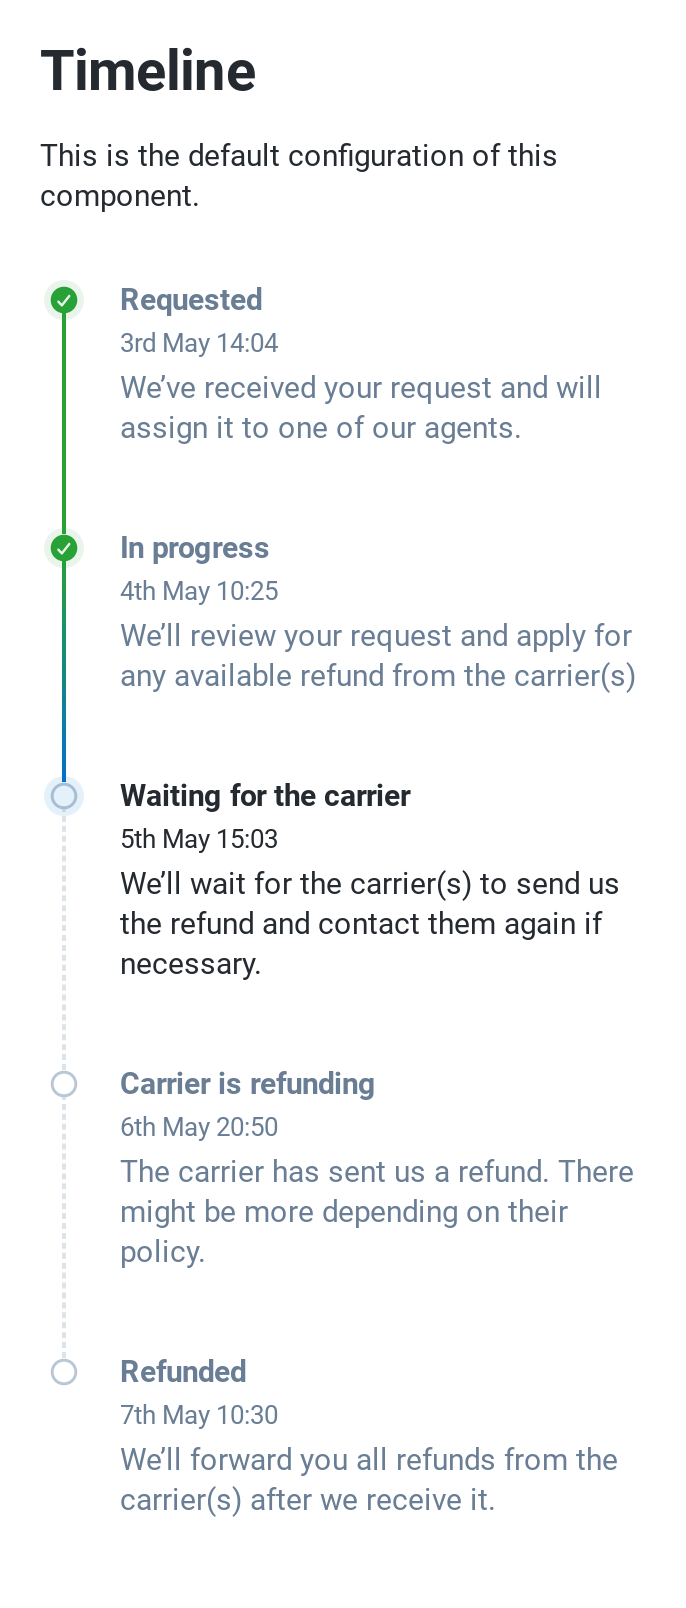 Timeline
This is the default configuration of this
component.
Requested
3rd May 14:04
We’ve received your request and will
assign it to one of our agents.
In progress
4th May 10:25
We’ll review your request and apply for
any available refund from the carrier(s)
Waiting for the carrier
5th May 15:03
We’ll wait for the carrier(s) to send us
the refund and contact them again if
necessary.
Carrier is refunding
6th May 20:50
The carrier has sent us a refund. There
might be more depending on their
policy.
Refunded
7th May 10:30
We’ll forward you all refunds from the
carrier(s) after we receive it.